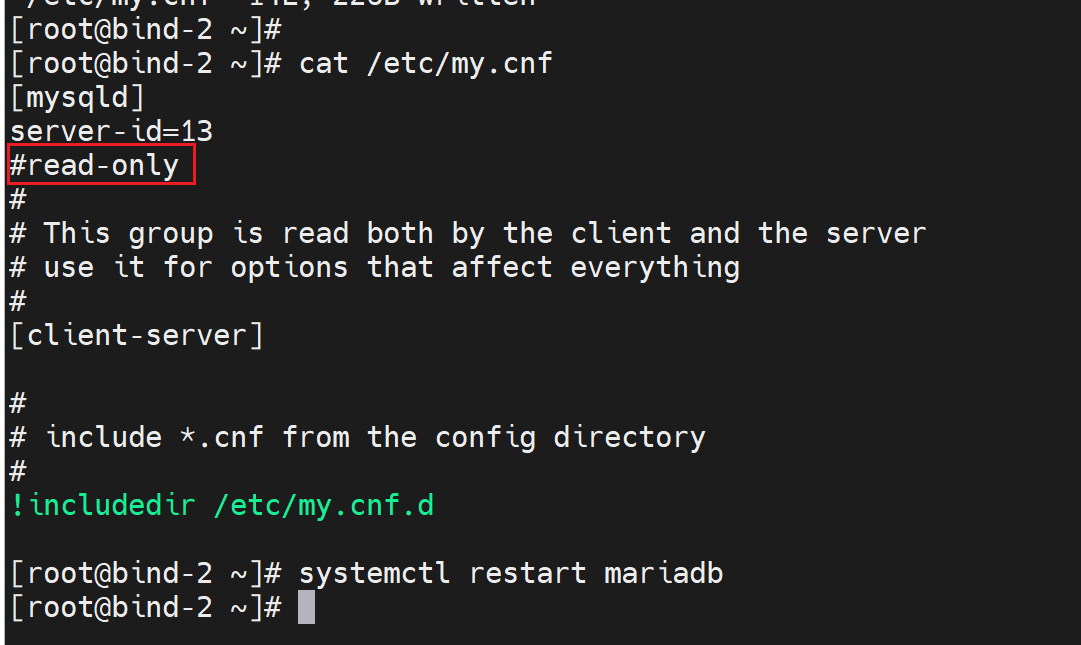 [root@bind-2 ~]#
[root@bind-2 ~]# cat /etc/my.cnf
[mysqld]
server-id=13
#read-only
#
# This group is read both by the client and the server
# use it for options that affect everything
#
[client-server]
#
# include *.cnf from the config directory
#
!includedir /etc/my.cnf.d
[root@bind-2 ~]# systemctl restart mariadb
[root@bind-2 ~]#